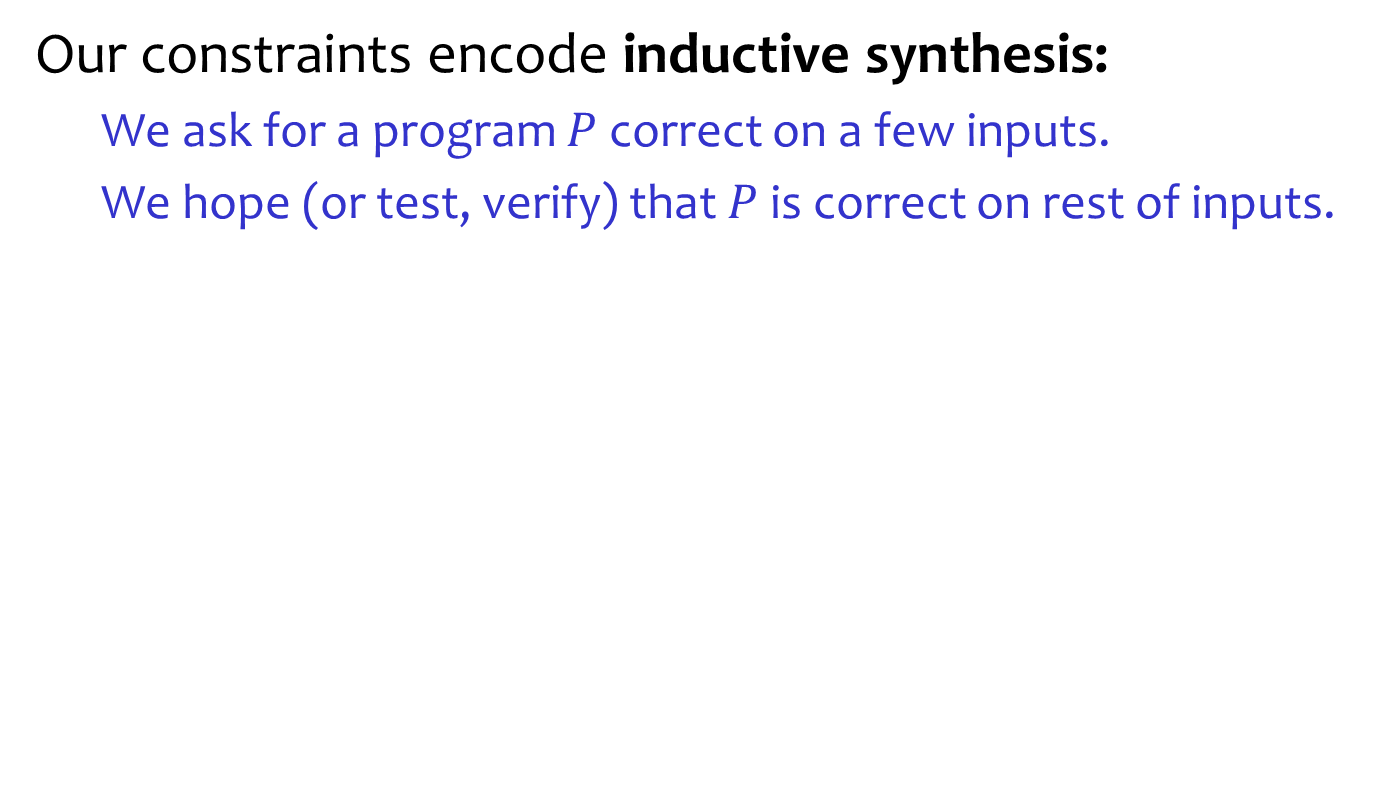 Our constraints encode inductive synthesis:
We ask for a program P correct on a few inputs.
We hope (or test, verify) that P is correct on rest of inputs.